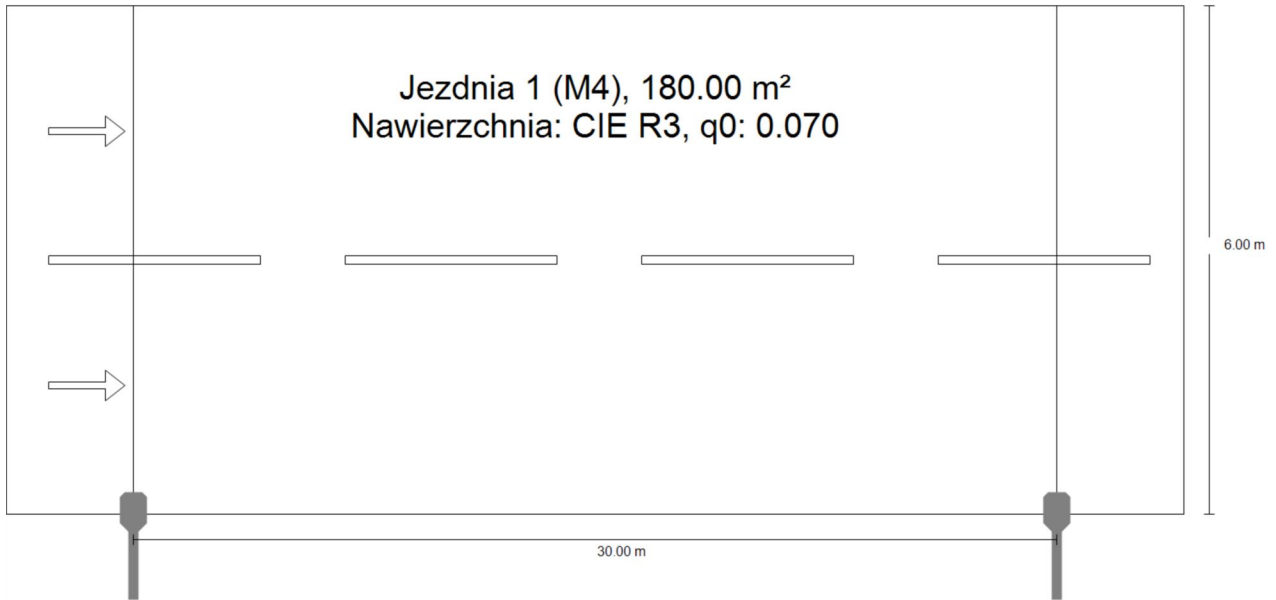 Jezdnia 1 (M4), 180.00 m²
Nawierzchnia: CIE R3, q0: 0.070
6.00 m
30.00 m